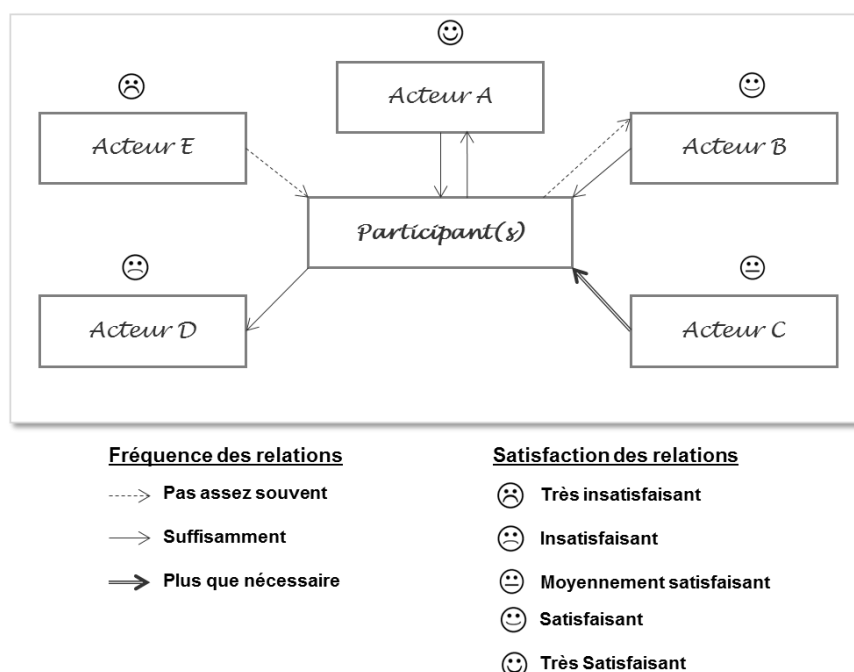 Acteur A
Acteur E
Acteur B
Participant(s)
Acteur D
Acteur C
Fréquence des relations
Pas assez souvent
Suffisamment
Plus que nécessaire
Satisfaction des relations
Très insatisfaisant
Insatisfaisant
Moyennement satisfaisant
Satisfaisant
Très Satisfaisant